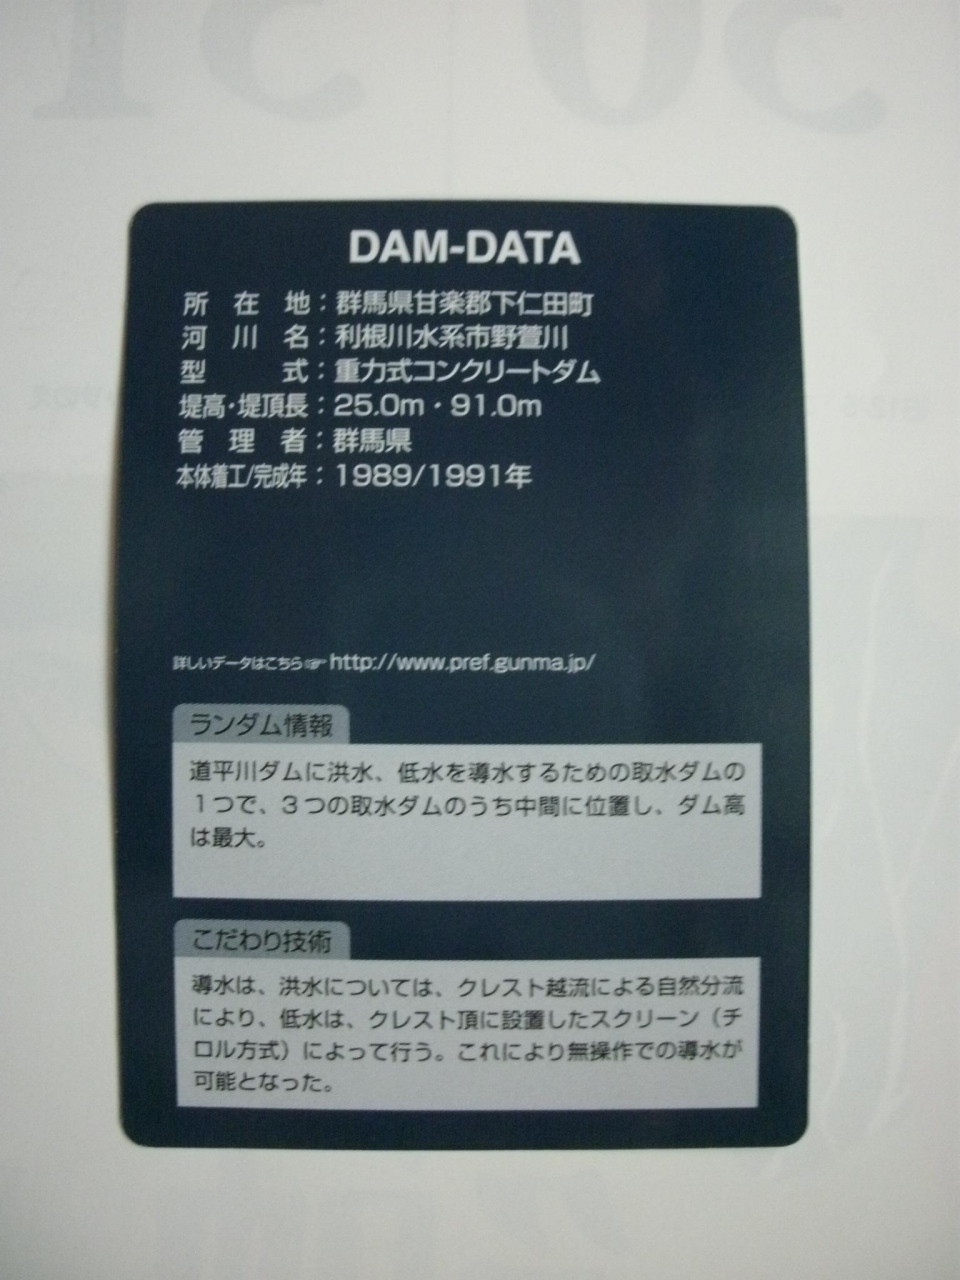 DAM-DATA
所在地：群馬県甘楽郡下仁田町
河川名：利根川水系市野萱川
型式：重力式コンクリートダム
堤高・堤頂長：25.0m・91.0m
管理者：群馬県
本体着工/完成年：1989/1991年
詳しいデータはこちら☞http://www.pref.gunma.jp/
ランダム情報
道平川ダムに洪水、低水を導水するための取水ダムの
１つで、３つの取水ダムのうち中間に位置し、ダム高
は最大。
こだわり技術
導水は、洪水については、クレスト越流による自然分流
により、低水は、クレスト頂に設置したスクリーン（チ
ロル方式）によって行う。これにより無操作での導水が
可能となった。